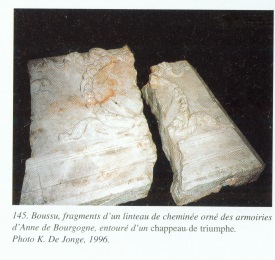 145. Boussu, fragments d'un linteau de cheminée orné des armoiries
d'Anne de Bourgogne, entouré d'un chappeau de triumphe.
Photo K. De Jonge, 1996.